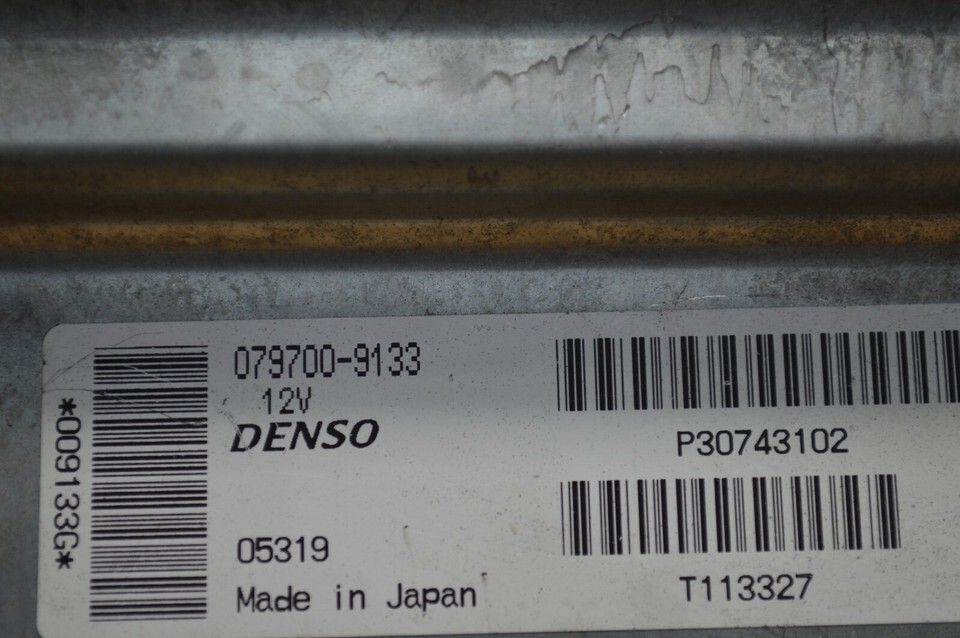 *009133G*
079700-9133
12V
DENSO
05319
Made in Japan
P30743102
T113327